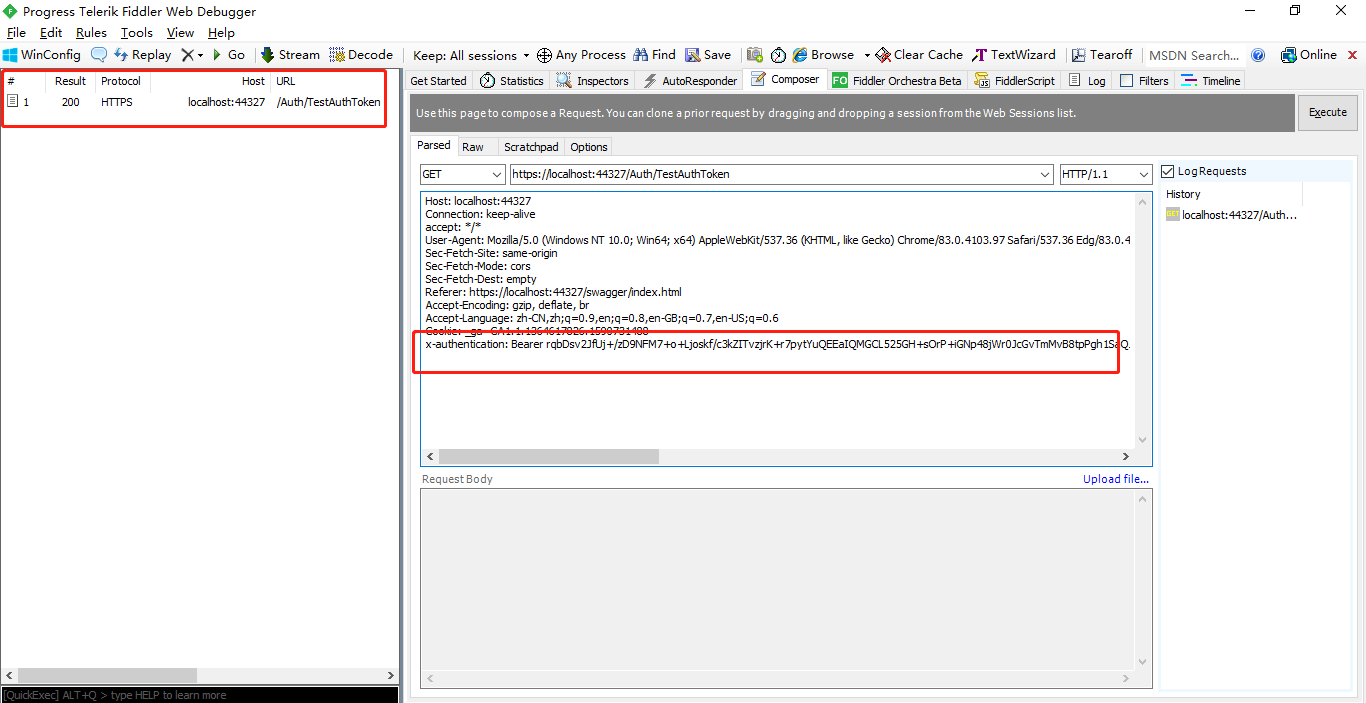 Progress Telerik Fiddler Web Debugger
File Edit Rules Tools View Help
WinConfig Replay Go Stream Decode Keep: All sessions Any Process Find Save Browse Clear Cache TextWizard Tearoff MSDN Search... Online
# Result Protocol Host URL
1 200 HTTPS localhost:44327 /Auth/TestAuthToken
Get Started Statistics Inspectors AutoResponder Composer FO Fiddler Orchestra Beta FiddlerScript Log Filters Timeline
Use this page to compose a Request. You can clone a prior request by dragging and dropping a session from the Web Sessions list.
Execute
Parsed Raw Scratchpad Options
GET https://localhost:44327/Auth/TestAuthToken HTTP/1.1
Log Requests
History
localhost:44327/Auth...
Host: localhost:44327
Connection: keep-alive
accept: */*
User-Agent: Mozilla/5.0 (Windows NT 10.0; Win64; x64) AppleWebKit/537.36 (KHTML, like Gecko) Chrome/83.0.4103.97 Safari/537.36 Edg/83.0.4
Sec-Fetch-Site: same-origin
Sec-Fetch-Mode: cors
Sec-Fetch-Dest: empty
Referer: https://localhost:44327/swagger/index.html
Accept-Encoding: gzip, deflate, br
Accept-Language: zh-CN,zh;q=0.9,en;q=0.8,en-GB;q=0.7,en-US;q=0.6
Cookie: _ga=GA1.1.1364617026.1590731400
x-authentication: Bearer rqbDsv2JfUj+/zD9NFM7+o+Ljoskf/c3kZITvzjrK+r7pytYuQEEaIQMGCL525GH+sOrP+iGNp48jWr0JcGvTmMvB8tpPgh1SaQ
Request Body
Upload file...
[QuickExec] ALT+Q > type HELP to learn more